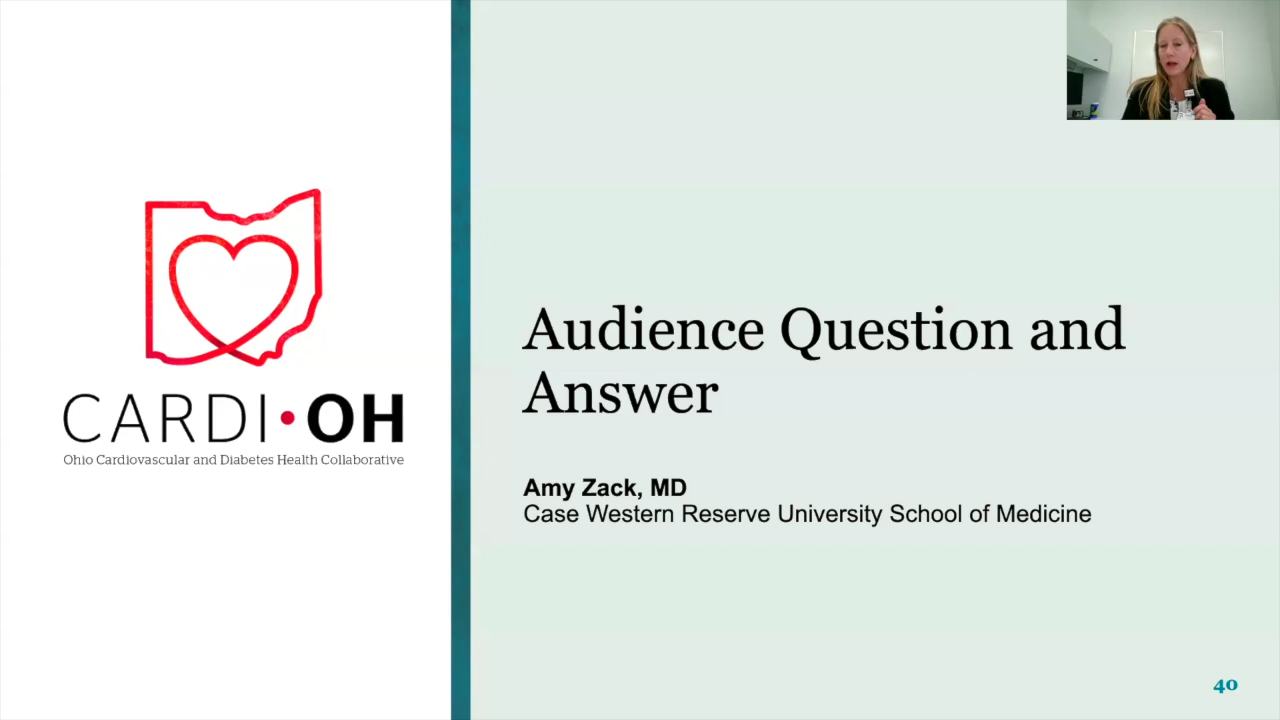 CARDI•OH
Ohio Cardiovascular and Diabetes Health Collaborative
Audience Question and
Answer
Amy Zack, MD
Case Western Reserve University School of Medicine
40